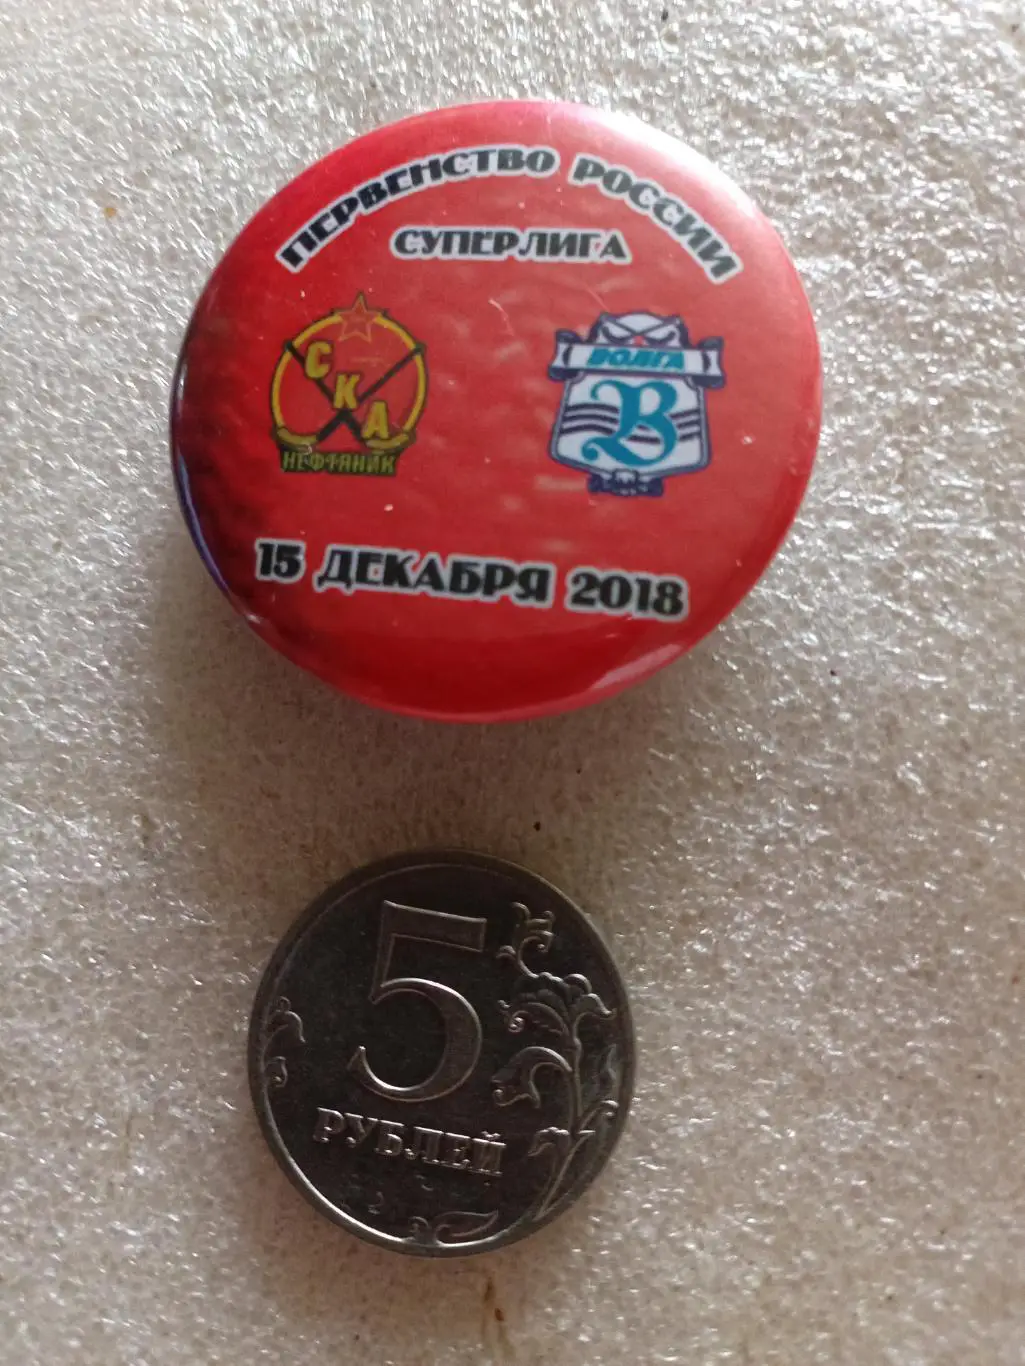 ПЕРВЕНСТВО РОССИИ
СУПЕРЛИГА
СКА
НЕФТЯНИК
ВОЛГА
В
15 ДЕКАБРЯ 2018
5
РУБЛЕЙ